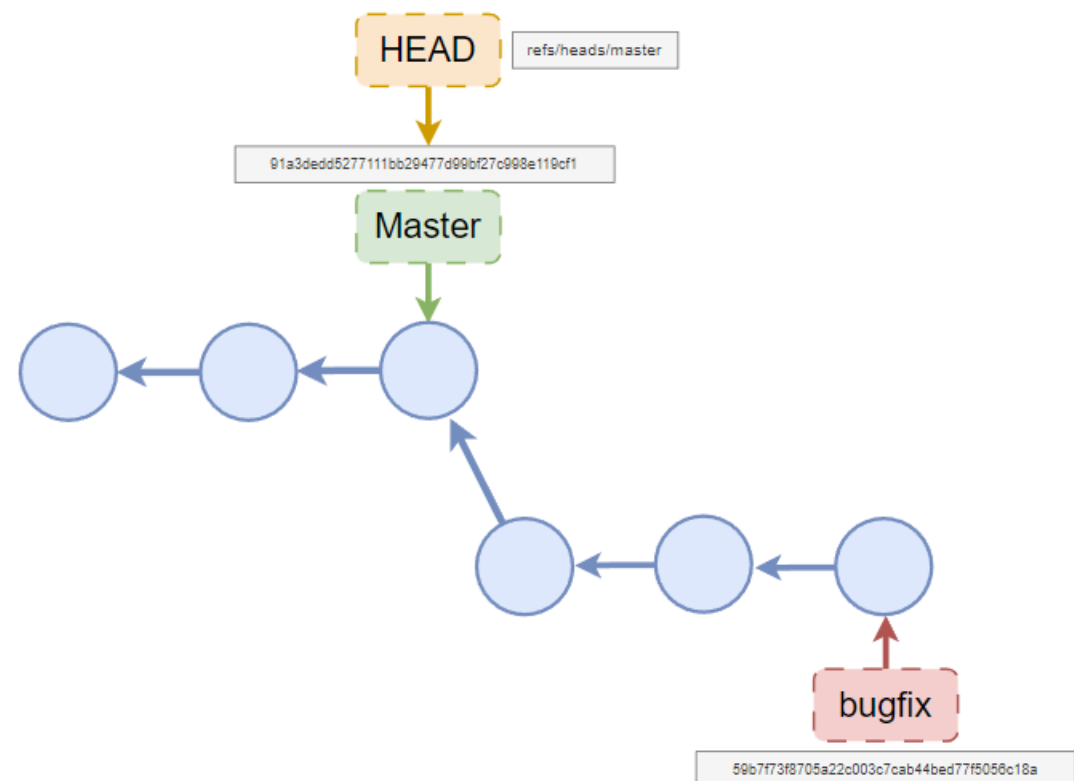 HEAD
refs/heads/master
91a3dedd5277111bb29477d99bf27c998e119cf1
Master
bugfix
59b7f73f8705a22c003c7cab44bed77f5056c18a